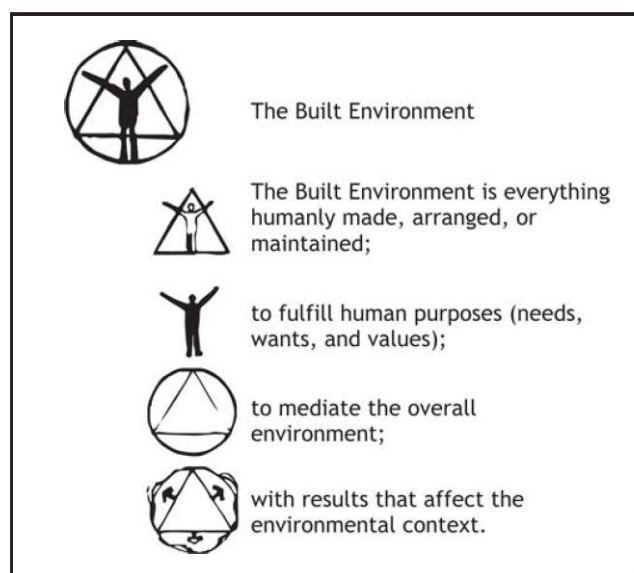 The Built Environment
The Built Environment is everything
humanly made, arranged, or
maintained;
to fulfill human purposes (needs,
wants, and values);
to mediate the overall
environment;
with results that affect the
environmental context.